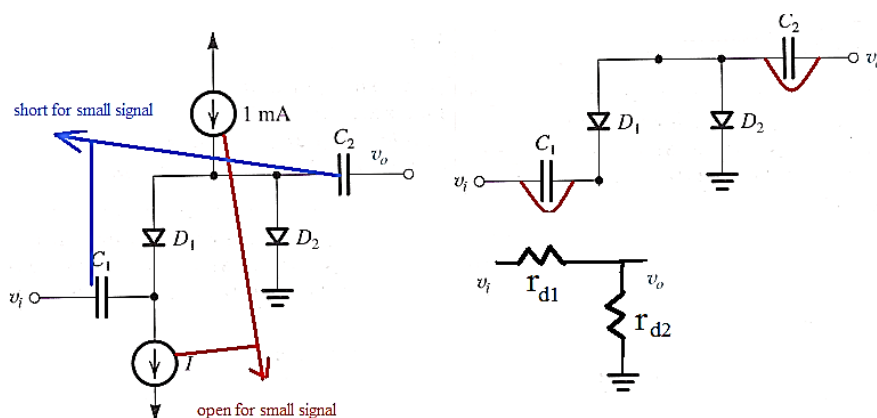 short for small signal
1 mA
C2
vo
D1
D2
C1
vi
I
open for small signal
C2
vo
D1
D2
C1
vi
vi
rd1
vo
rd2